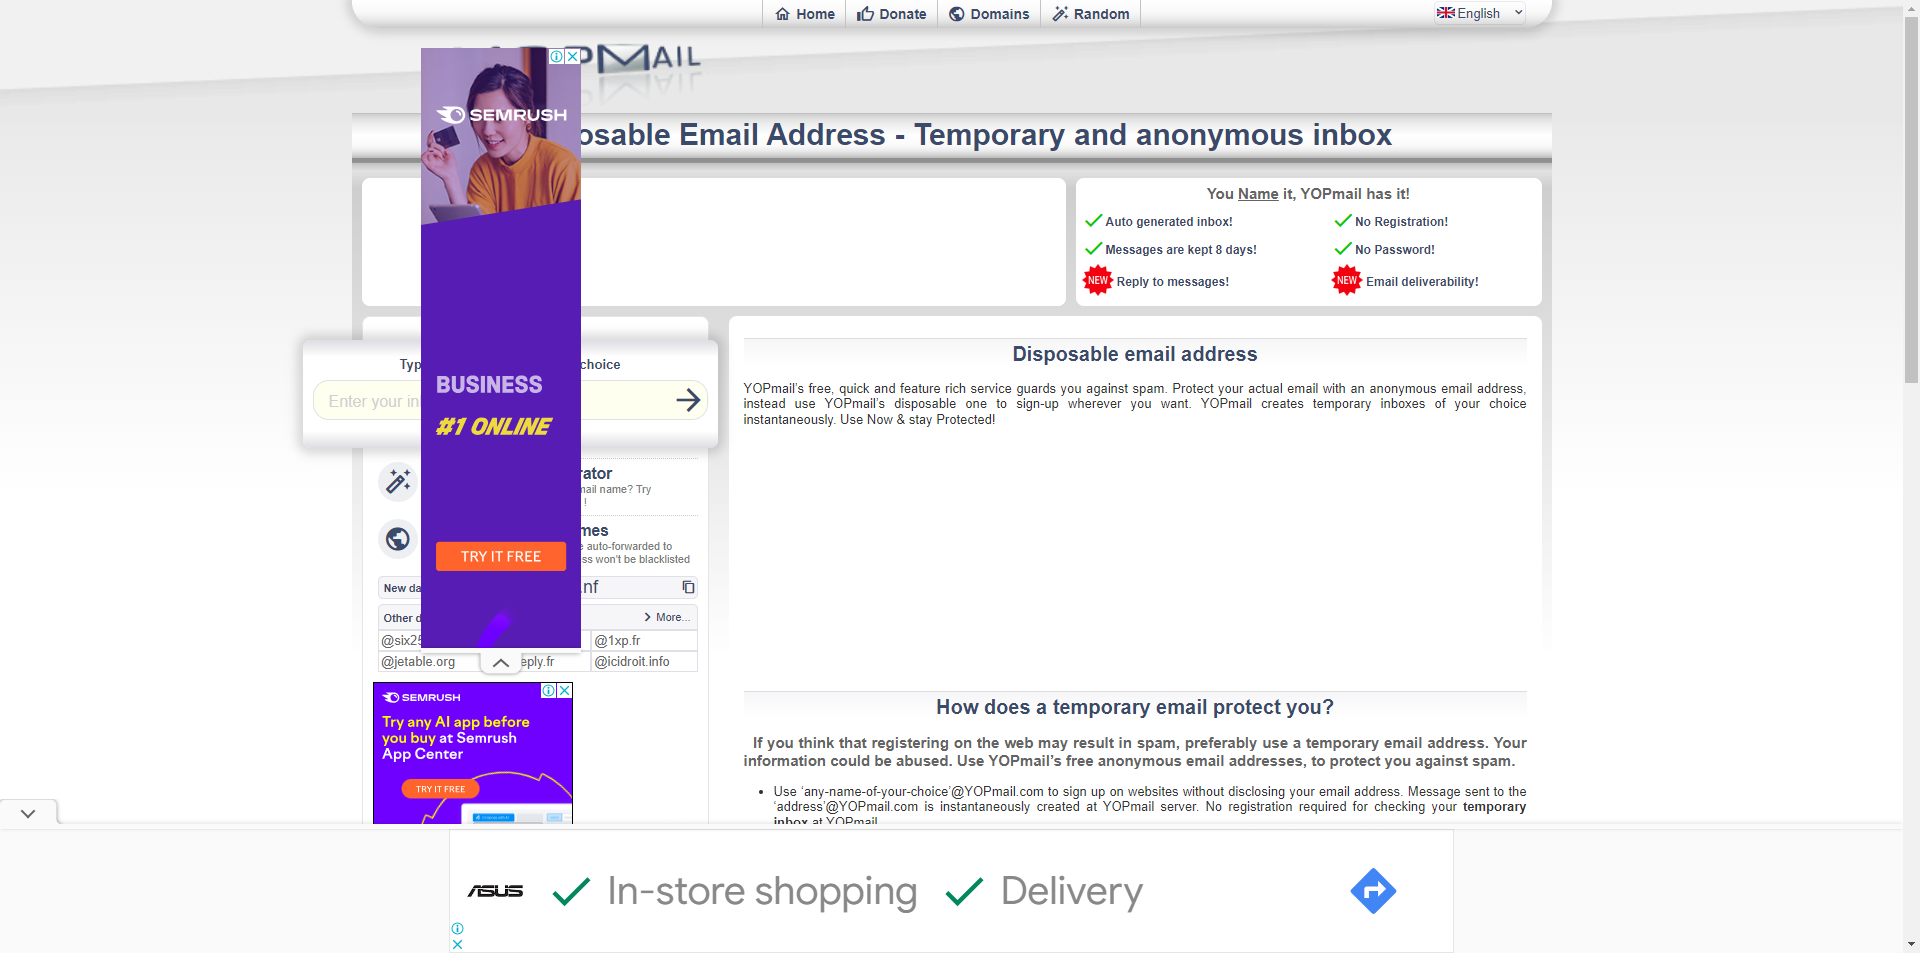 Home
Donate
Domains
Random
English
PMAIL
osable Email Address - Temporary and anonymous inbox
SEMRUSH
BUSINESS
#1 ONLINE
TRY IT FREE
You Name it, YOPmail has it!
Auto generated inbox!
No Registration!
Messages are kept 8 days!
No Password!
NEW Reply to messages!
NEW Email deliverability!
Typ
choice
Enter your in
rator
mail name? Try
!
mes
e auto-forwarded to
ss won't be blacklisted
New da
.nf
Other d
More...
@six25
@1xp.fr
@jetable.org
eply.fr
@icidroit.info
SEMRUSH
Try any AI app before
you buy at Semrush
App Center
TRY IT FREE
Disposable email address
YOPmail's free, quick and feature rich service guards you against spam. Protect your actual email with an anonymous email address,
instead use YOPmail's disposable one to sign-up wherever you want. YOPmail creates temporary inboxes of your choice
instantaneously. Use Now & stay Protected!
How does a temporary email protect you?
If you think that registering on the web may result in spam, preferably use a temporary email address. Your
information could be abused. Use YOPmail's free anonymous email addresses, to protect you against spam.
• Use 'any-name-of-your-choice'@YOPmail.com to sign up on websites without disclosing your email address. Message sent to the
'address'@YOPmail.com is instantaneously created at YOPmail server. No registration required for checking your temporary
inbox at YOPmail
ASUS
In-store shopping
Delivery